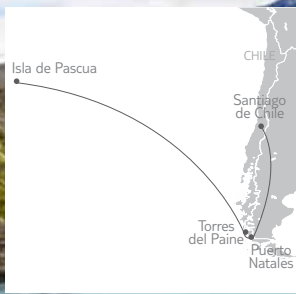 CHILE
Isla de Pascua
Santiago
de Chile
Torres
del Paine
Puerto
Natales